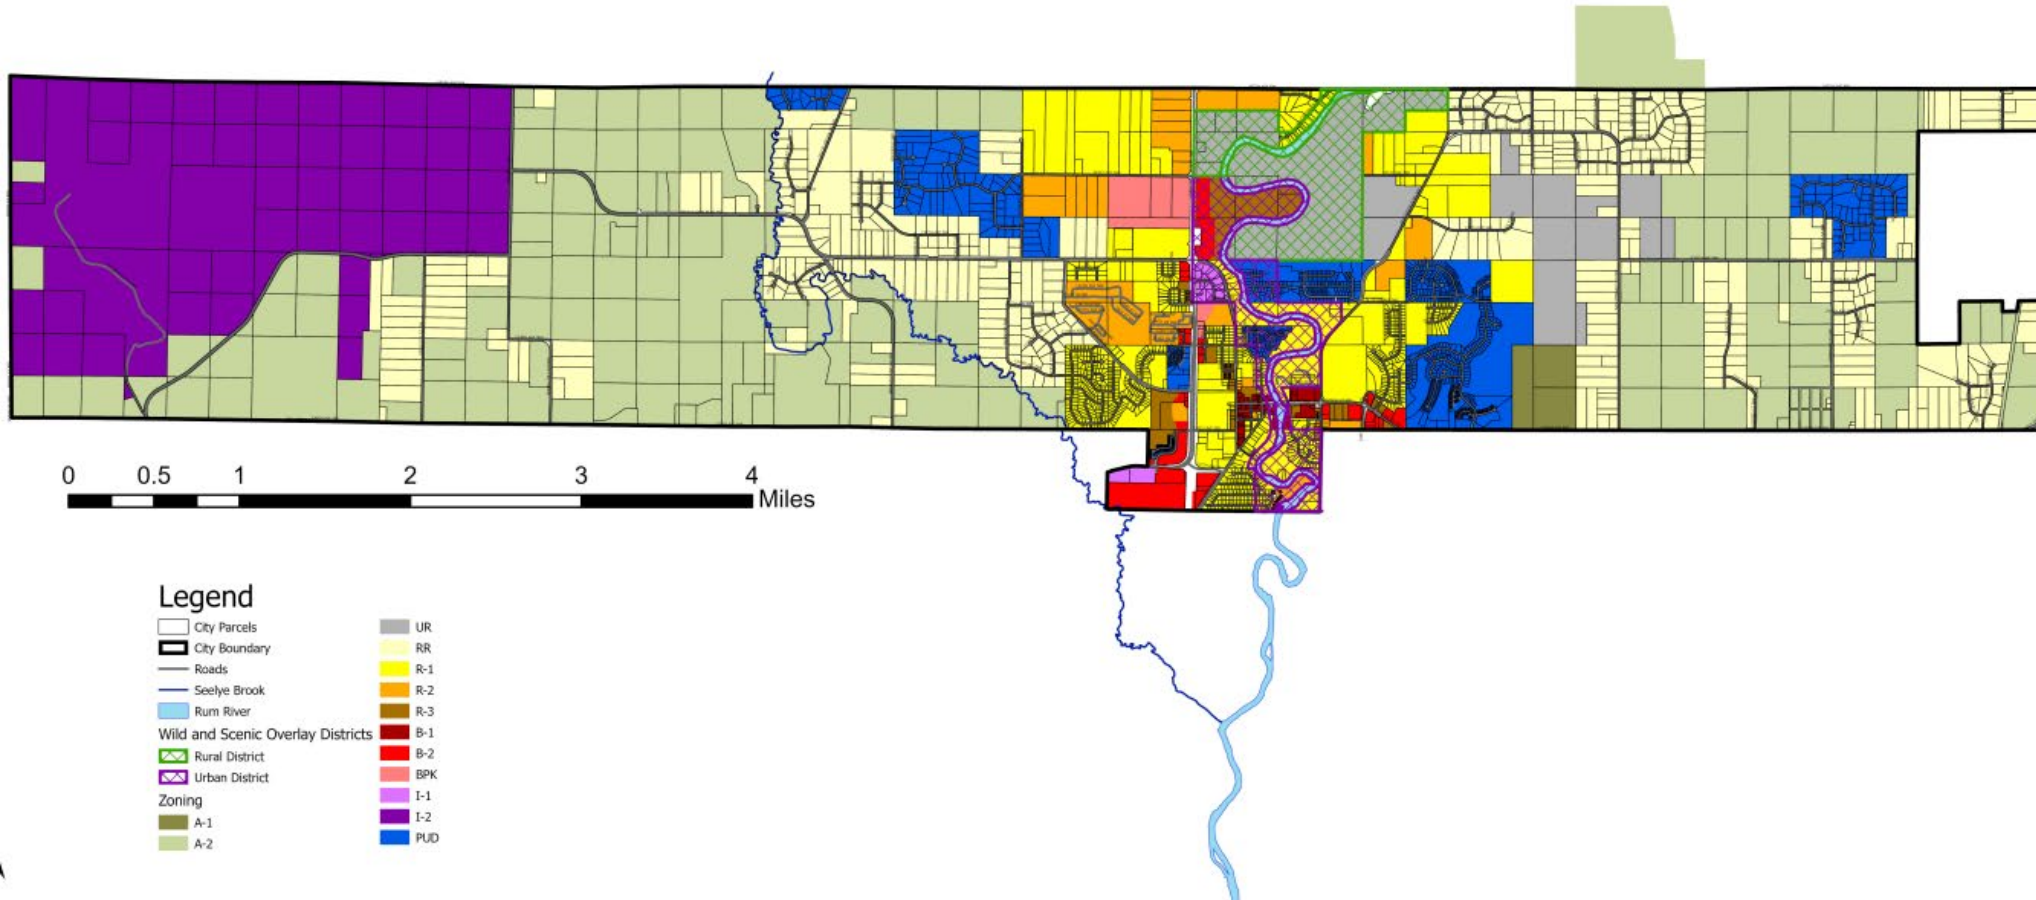 0 0.5 1 2 3 4
Miles
Legend
City Parcels
City Boundary
Roads
Seelye Brook
Rum River
Wild and Scenic Overlay Districts
Rural District
Urban District
Zoning
A-1
A-2
UR
RR
R-1
R-2
R-3
B-1
B-2
BPK
I-1
I-2
PUD